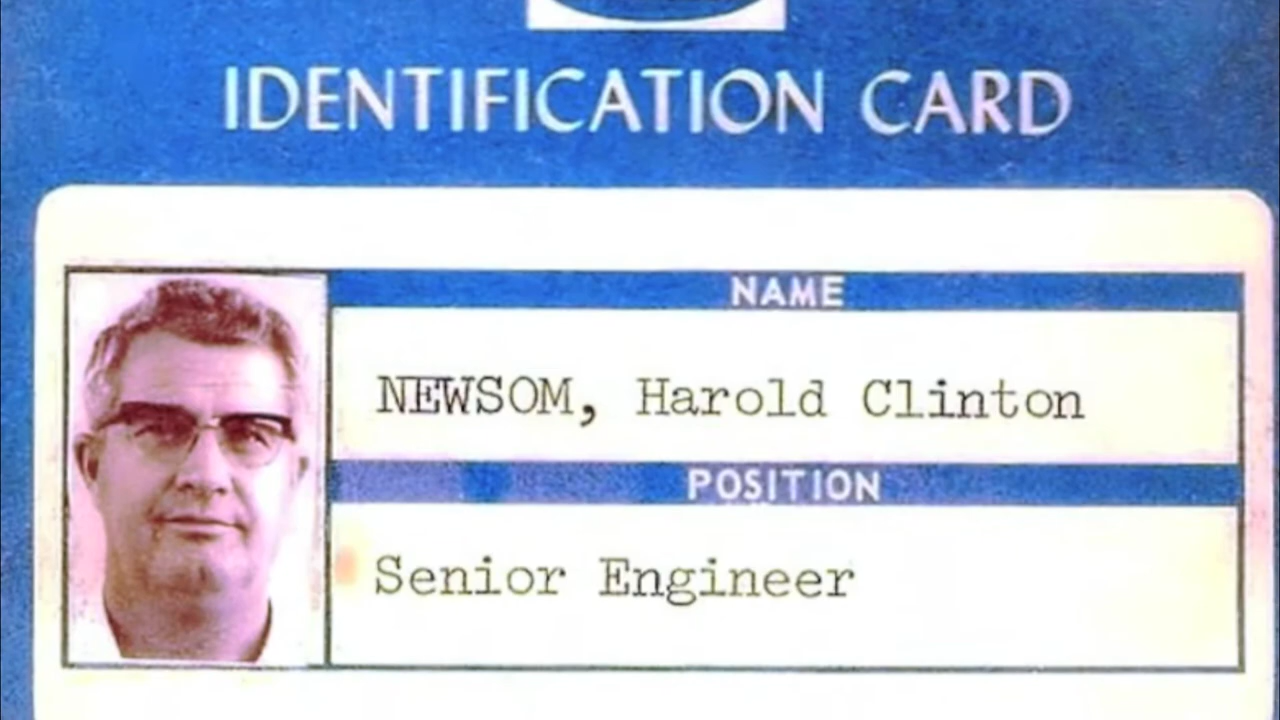 IDENTIFICATION CARD
NAME
NEWSOM, Harold Clinton
POSITION
Senior Engineer